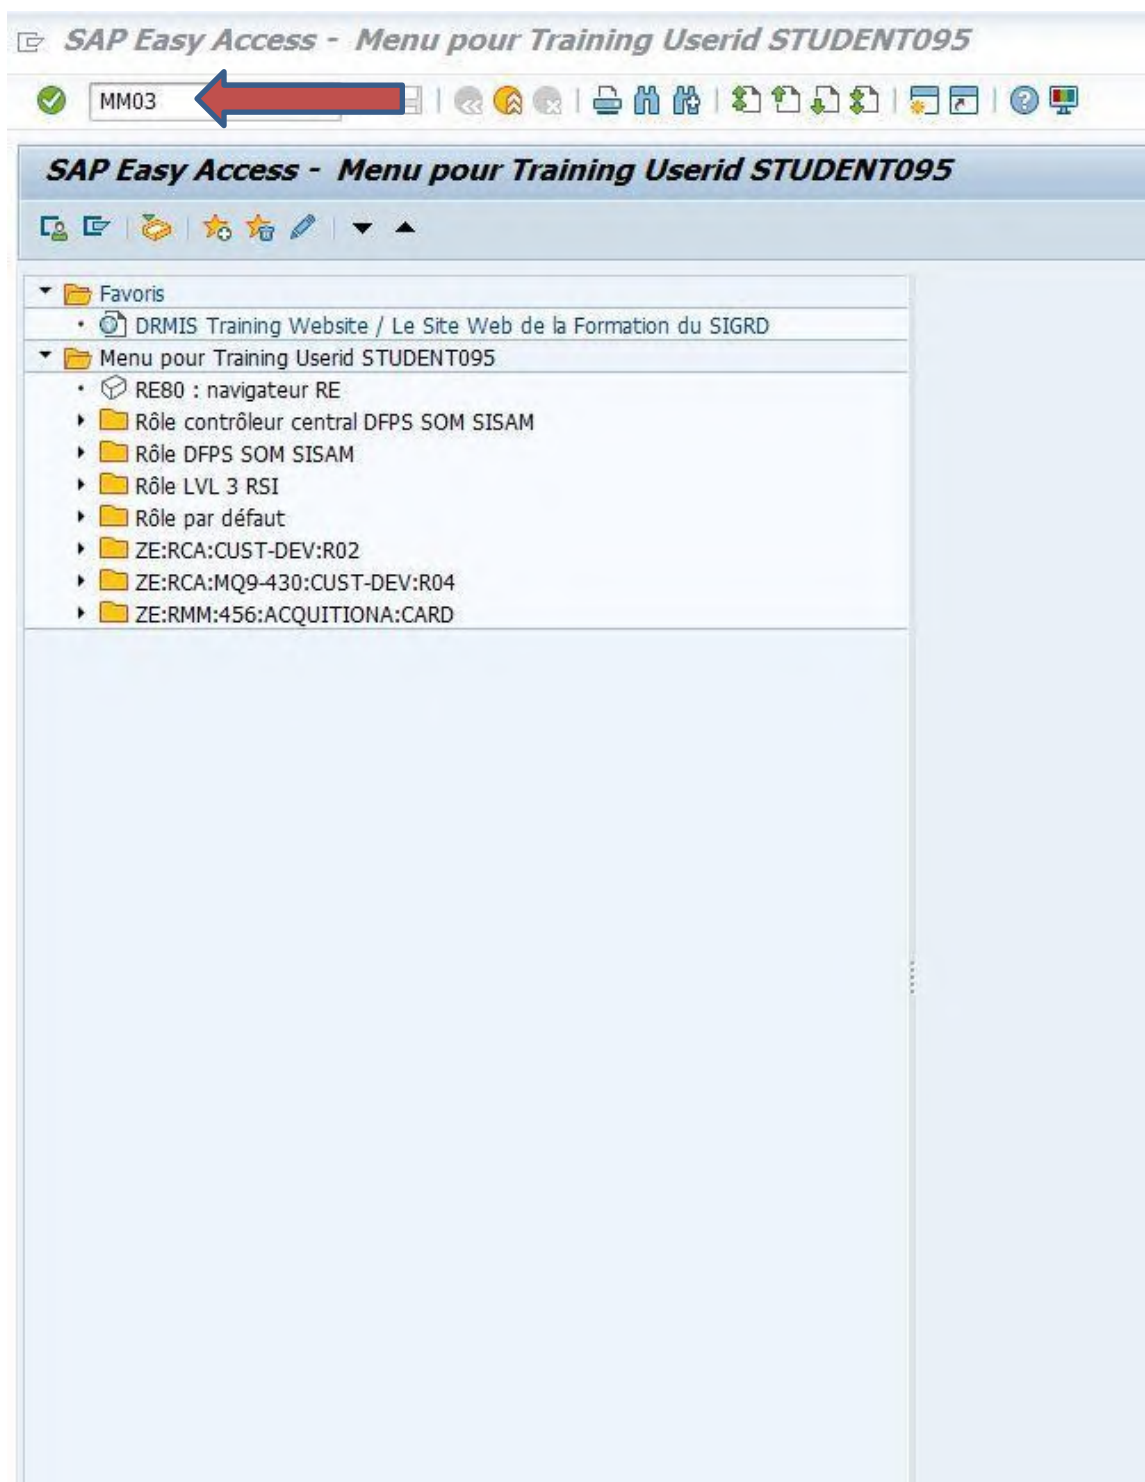 SAP Easy Access - Menu pour Training Userid STUDENT095
MM03
SAP Easy Access - Menu pour Training Userid STUDENT095
Favoris
DRMIS Training Website / Le Site Web de la Formation du SIGRD
Menu pour Training Userid STUDENT095
RE80 : navigateur RE
Rôle contrôleur central DFPS SOM SISAM
Rôle DFPS SOM SISAM
Rôle LVL 3 RSI
Rôle par défaut
ZE:RCA:CUST-DEV:R02
ZE:RCA:MQ9-430:CUST-DEV:R04
ZE:RMM:456:ACQUITIONA:CARD